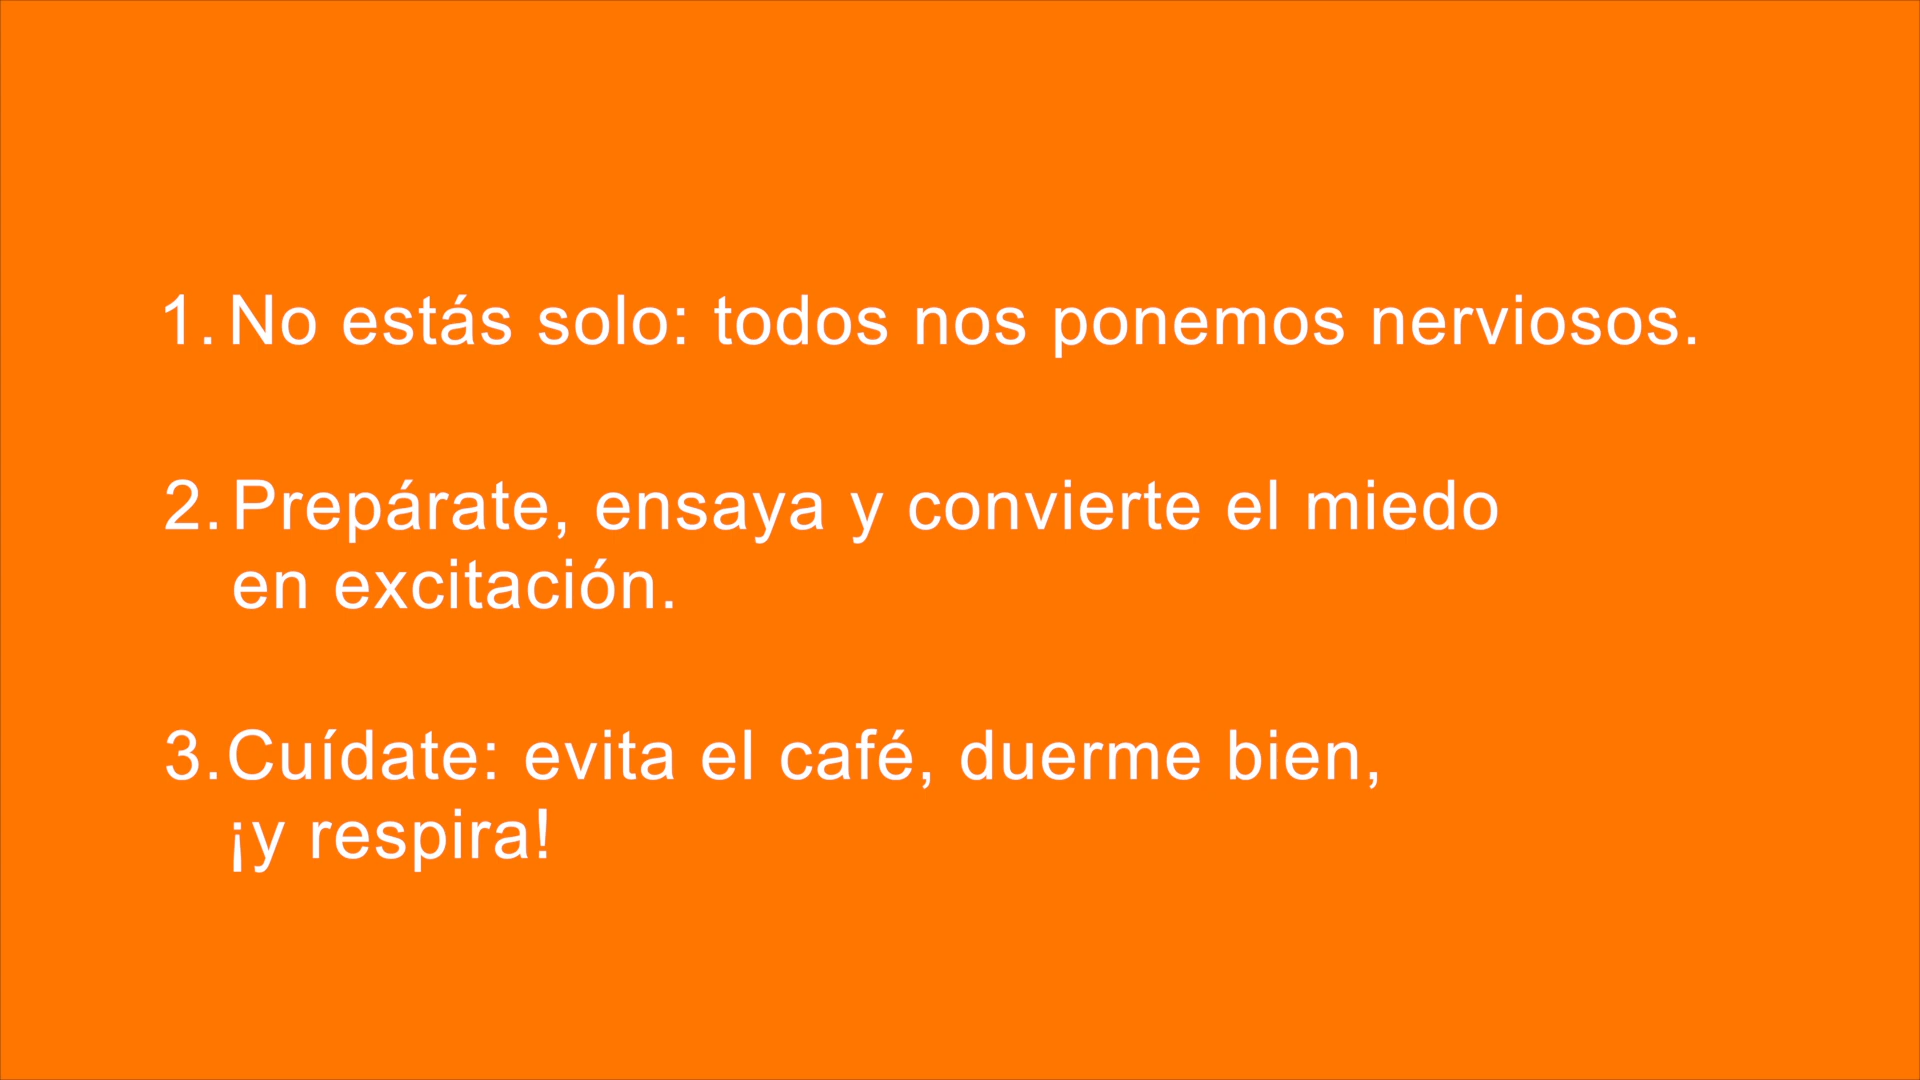 1. No estás solo: todos nos ponemos nerviosos.
2. Prepárate, ensaya y convierte el miedo
en excitación.
3. Cuídate: evita el café, duerme bien,
¡y respira!